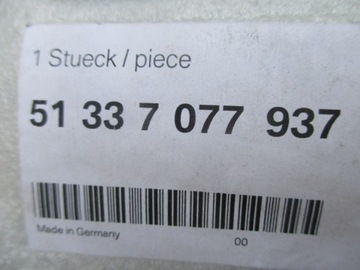 1 Stueck / piece
51 33 7 077 937
Made in Germany
00